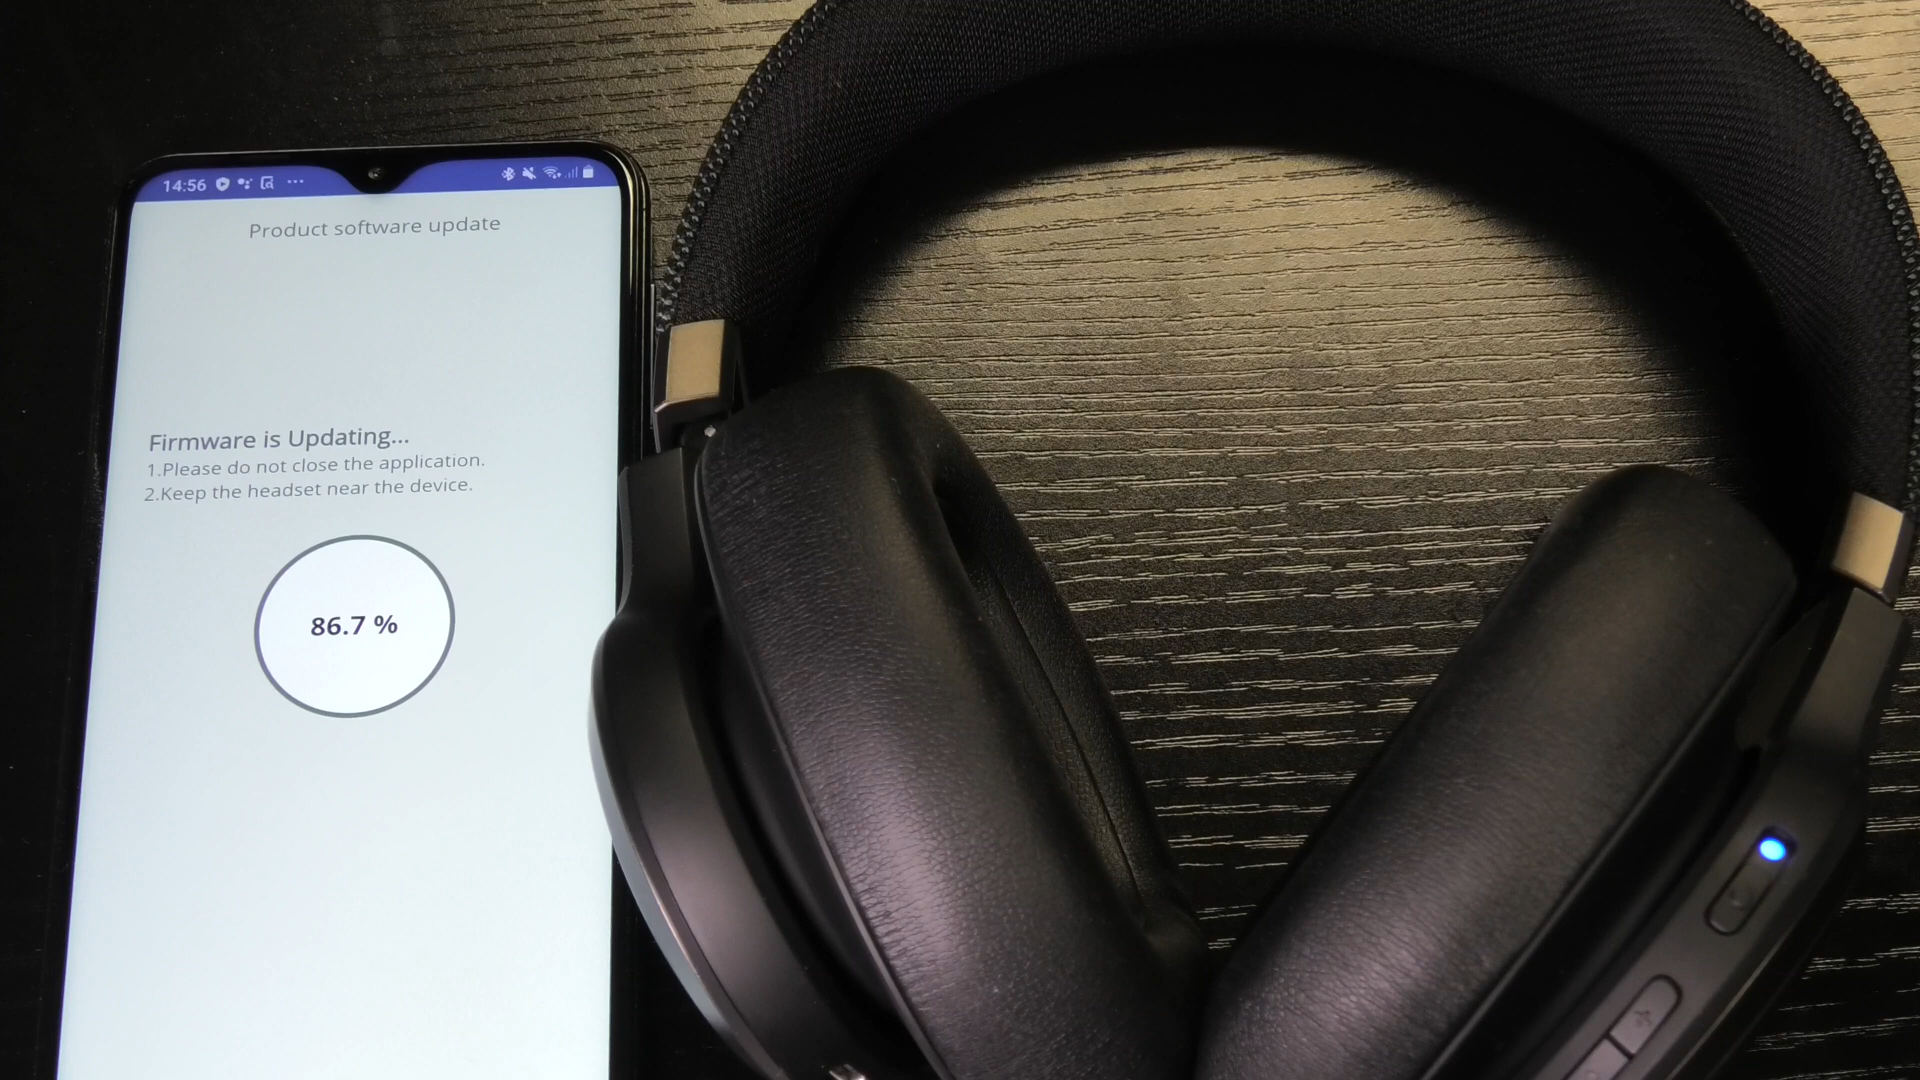 14:56
Product software update
Firmware is Updating...
1.Please do not close the application.
2.Keep the headset near the device.
86.7 %